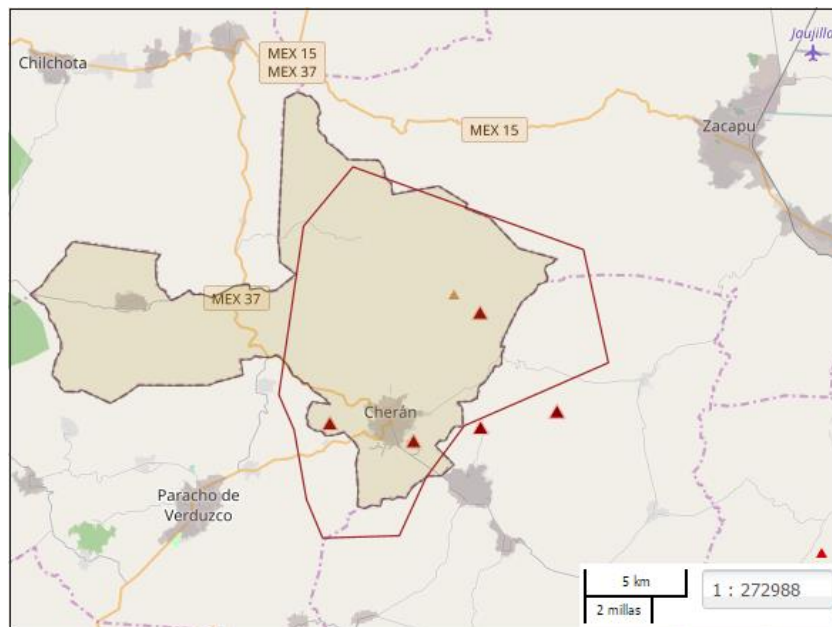 Jaujilla
Chilchota
MEX 15
MEX 37
MEX 15
Zacapu
MEX 37
Cherán
Paracho de
Verduzco
5 km
2 millas
1 : 272988